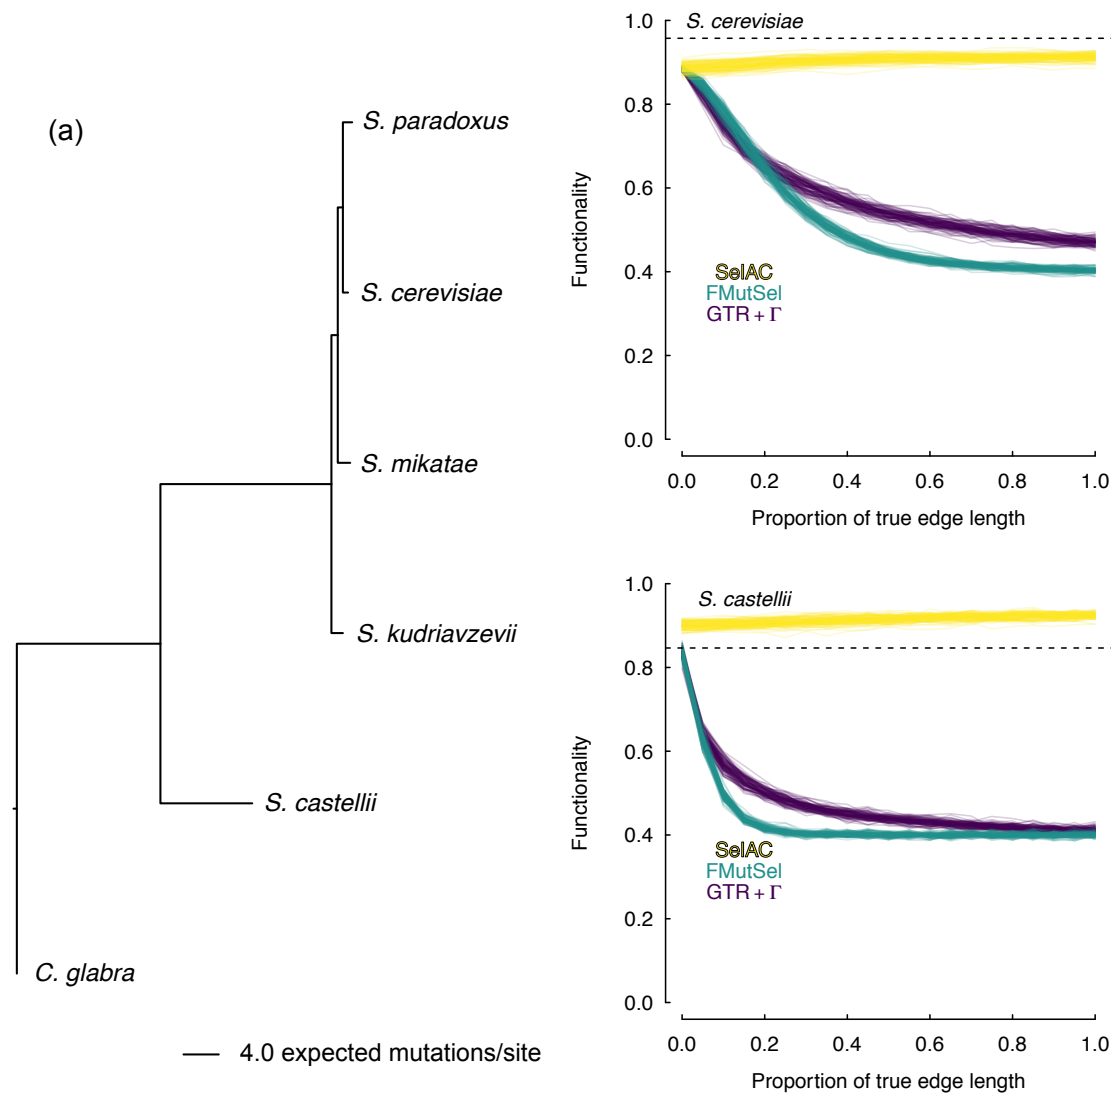 (a)
S. paradoxus
S. cerevisiae
S. mikatae
S. kudriavzevii
S. castellii
C. glabra
4.0 expected mutations/site
S. cerevisiae
1.0
0.8
0.6
0.4
0.2
0.0
Functionality
SelAC
FMutSel
GTR + Γ
0.0 0.2 0.4 0.6 0.8 1.0
Proportion of true edge length
S. castellii
1.0
0.8
0.6
0.4
0.2
0.0
Functionality
SelAC
FMutSel
GTR + Γ
0.0 0.2 0.4 0.6 0.8 1.0
Proportion of true edge length